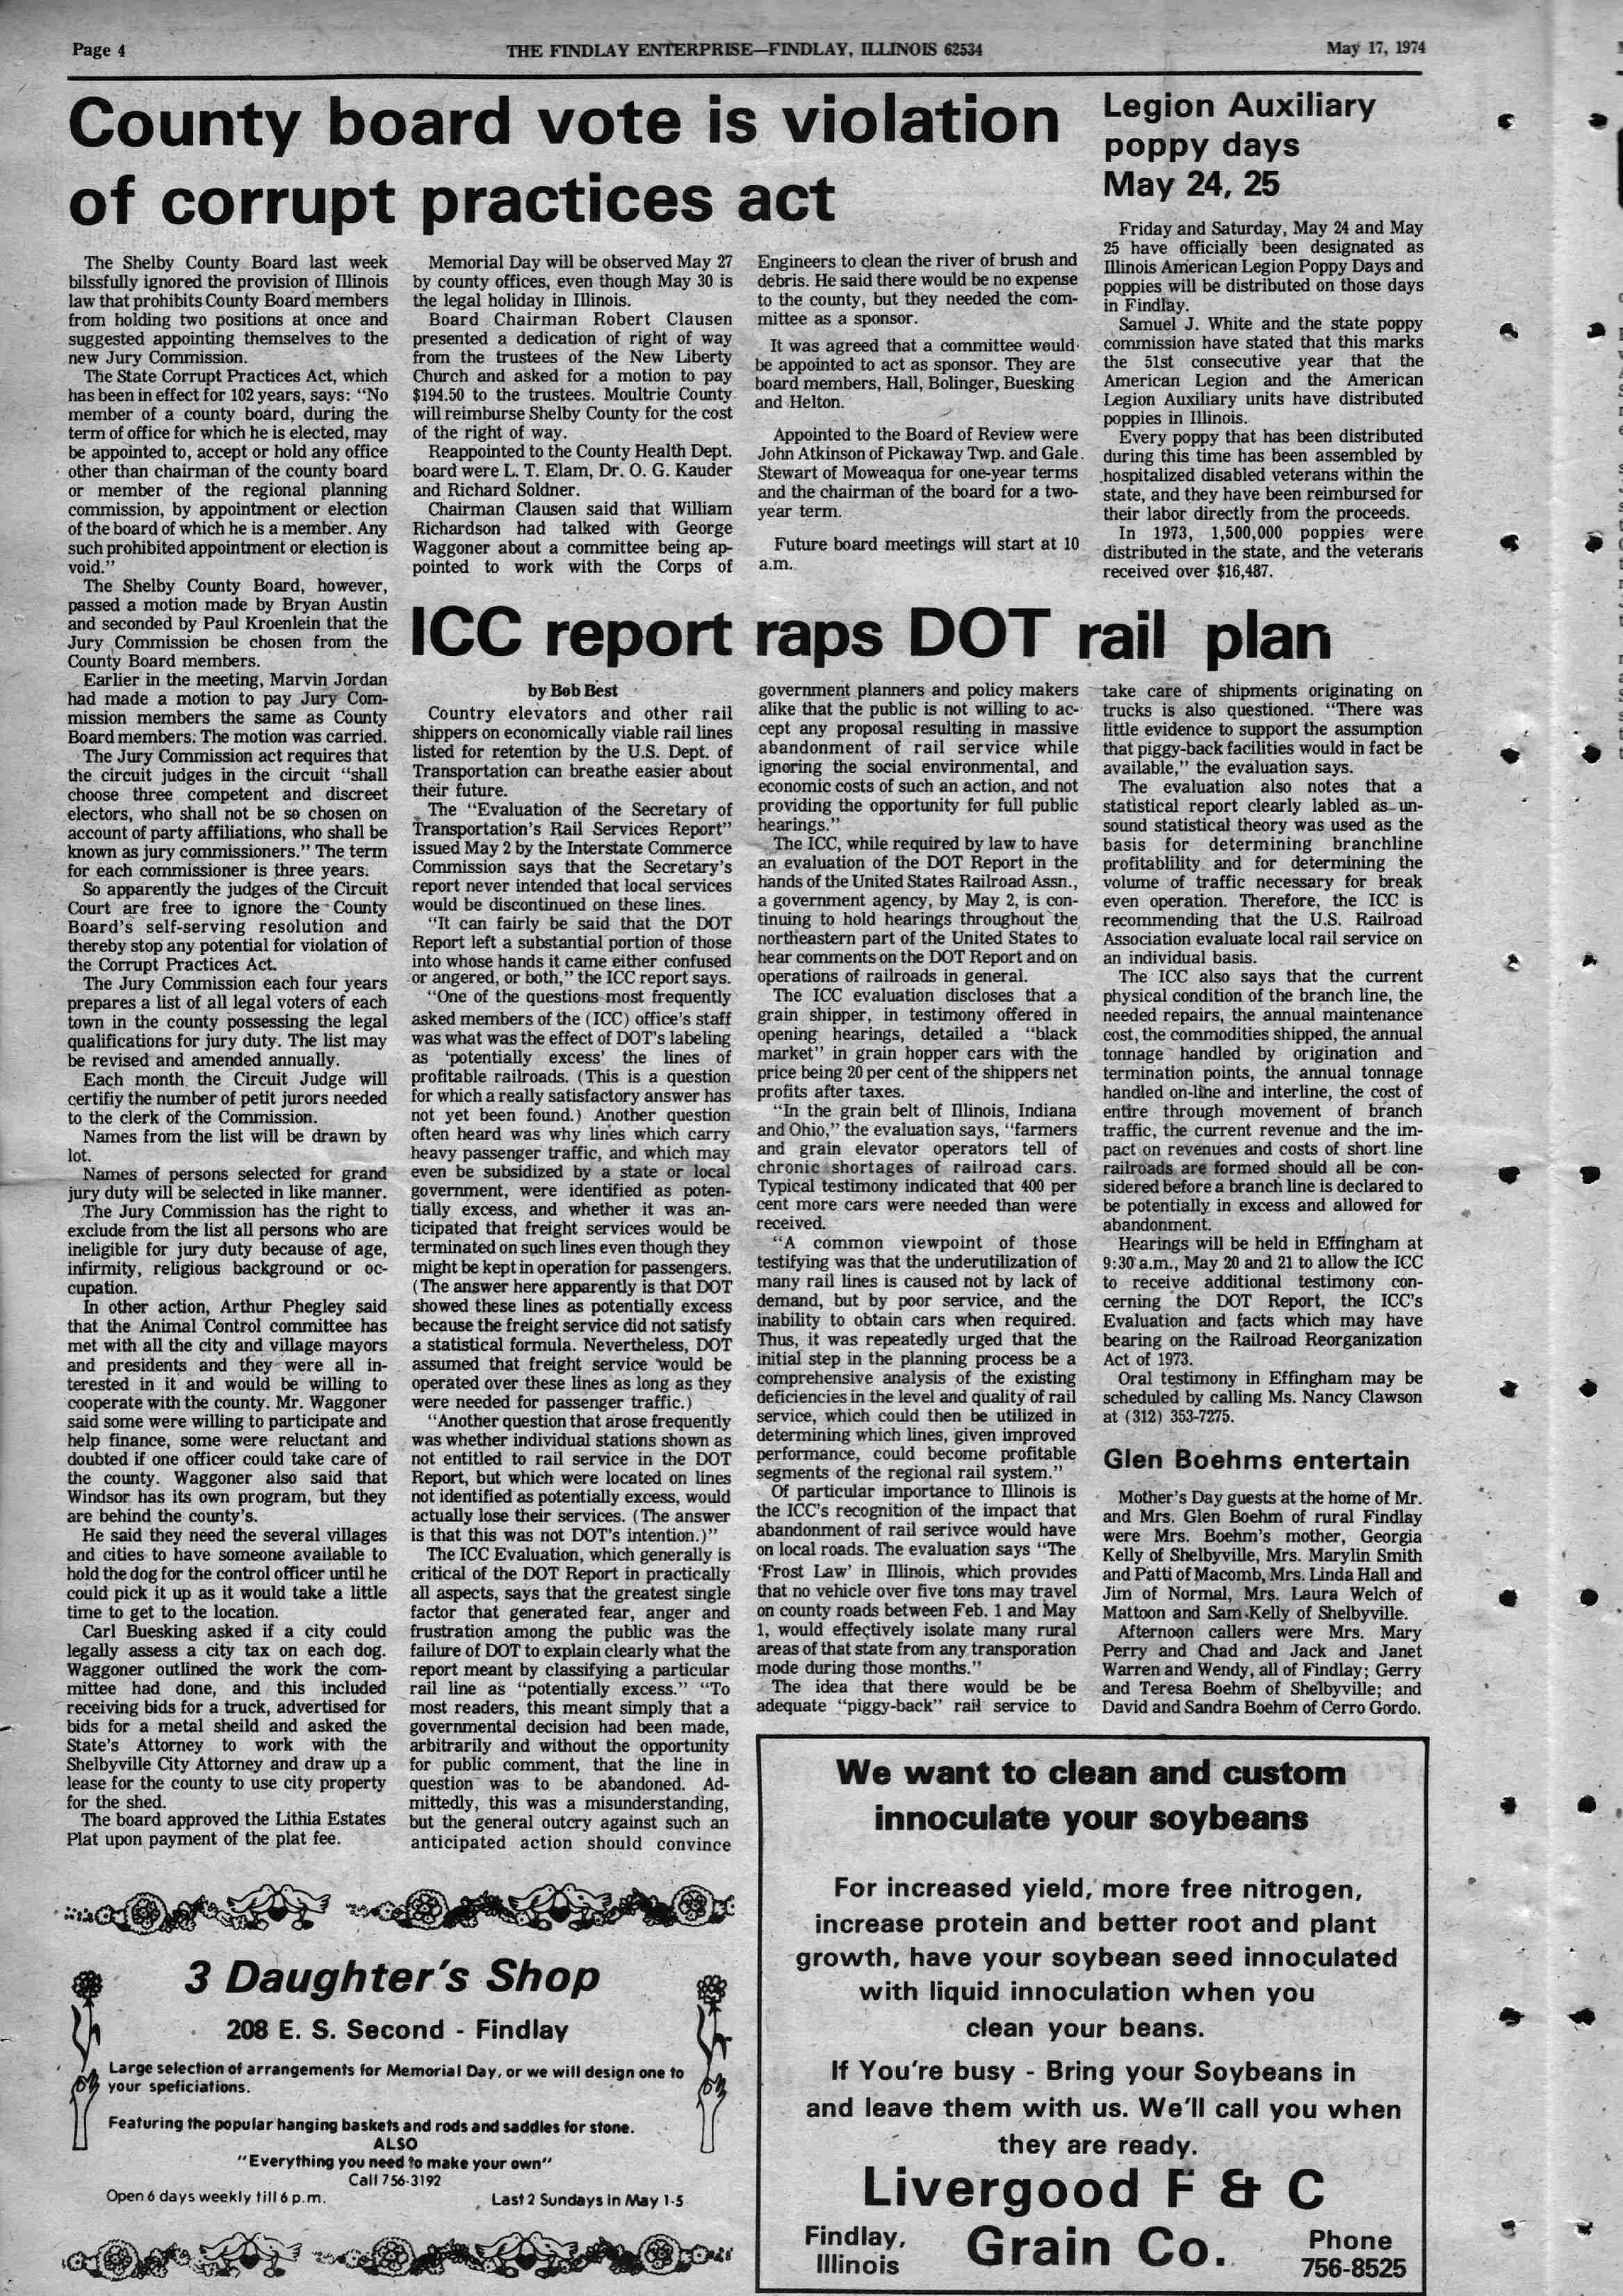 Page 4
THE FINDLAY ENTERPRISE—FINDLAY, ILLINOIS 62534
May 17, 1974
County board vote is violation
of corrupt practices act
The Shelby County Board last week
bilssfully ignored the provision of Illinois
law that prohibits County Board members
from holding two positions at once and
suggested appointing themselves to the
new Jury Commission.
The State Corrupt Practices Act, which
has been in effect for 102 years, says: "No
member of a county board, during the
term of office for which he is elected, may
be appointed to, accept or hold any office
other than chairman of the county board
or member of the regional planning
commission, by appointment or election
of the board of which he is a member. Any
such prohibited appointment or election is
void."
The Shelby County Board, however,
passed a motion made by Bryan Austin
and seconded by Paul Kroenlein that the
Jury Commission be chosen from the
County Board members.
Earlier in the meeting, Marvin Jordan
had made a motion to pay Jury Com-
mission members the same as County
Board members. The motion was carried.
The Jury Commission act requires that
the circuit judges in the circuit "shall
choose three competent and discreet
electors, who shall not be so chosen on
account of party affiliations, who shall be
known as jury commissioners." The term
for each commissioner is three years.
So apparently the judges of the Circuit
Court are free to ignore the County
Board's self-serving resolution and
thereby stop any potential for violation of
the Corrupt Practices Act.
The Jury Commission each four years
prepares a list of all legal voters of each
town in the county possessing the legal
qualifications for jury duty. The list may
be revised and amended annually.
Each month the Circuit Judge will
certifiy the number of petit jurors needed
to the clerk of the Commission.
Names from the list will be drawn by
lot.
Names of persons selected for grand
jury duty will be selected in like manner.
The Jury Commission has the right to
exclude from the list all persons who are
ineligible for jury duty because of age,
infirmity, religious background or oc-
cupation.
In other action, Arthur Phegley said
that the Animal Control committee has
met with all the city and village mayors
and presidents and they were all in-
terested in it and would be willing to
cooperate with the county. Mr. Waggoner
said some were willing to participate and
help finance, some were reluctant and
doubted if one officer could take care of
the county. Waggoner also said that
Windsor has its own program, but they
are behind the county's.
He said they need the several villages
and cities to have someone available to
hold the dog for the control officer until he
could pick it up as it would take a little
time to get to the location.
Carl Buesking asked if a city could
legally assess a city tax on each dog.
Waggoner outlined the work the com-
mittee had done, and this included
receiving bids for a truck, advertised for
bids for a metal sheild and asked the
State's Attorney to work with the
Shelbyville City Attorney and draw up a
lease for the county to use city property
for the shed.
The board approved the Lithia Estates
Plat upon payment of the plat fee.
Memorial Day will be observed May 27
by county offices, even though May 30 is
the legal holiday in Illinois.
Board Chairman Robert Clausen
presented a dedication of right of way
from the trustees of the New Liberty
Church and asked for a motion to pay
$194.50 to the trustees. Moultrie County
will reimburse Shelby County for the cost
of the right of way.
Reappointed to the County Health Dept.
board were L. T. Elam, Dr. O. G. Kauder
and Richard Soldner.
Chairman Clausen said that William
Richardson had talked with George
Waggoner about a committee being ap-
pointed to work with the Corps of
Engineers to clean the river of brush and
debris. He said there would be no expense
to the county, but they needed the com-
mittee as a sponsor.
It was agreed that a committee would
be appointed to act as sponsor. They are
board members, Hall, Bolinger, Buesking
and Helton.
Appointed to the Board of Review were
John Atkinson of Pickaway Twp. and Gale
Stewart of Moweaqua for one-year terms
and the chairman of the board for a two-
year term.
Future board meetings will start at 10
a.m.
Legion Auxiliary
poppy days
May 24, 25
Friday and Saturday, May 24 and May
25 have officially been designated as
Illinois American Legion Poppy Days and
poppies will be distributed on those days
in Findlay.
Samuel J. White and the state poppy
commission have stated that this marks
the 51st consecutive year that the
American Legion and the American
Legion Auxiliary units have distributed
poppies in Illinois.
Every poppy that has been distributed
during this time has been assembled by
hospitalized disabled veterans within the
state, and they have been reimbursed for
their labor directly from the proceeds.
In 1973, 1,500,000 poppies were
distributed in the state, and the veterans
received over $16,487.
ICC report raps DOT rail plan
by Bob Best
Country elevators and other rail
shippers on economically viable rail lines
listed for retention by the U.S. Dept. of
Transportation can breathe easier about
their future.
The "Evaluation of the Secretary of
Transportation's Rail Services Report"
issued May 2 by the Interstate Commerce
Commission says that the Secretary's
report never intended that local services
would be discontinued on these lines.
"It can fairly be said that the DOT
Report left a substantial portion of those
into whose hands it came either confused
or angered, or both," the ICC report says.
"One of the questions most frequently
asked members of the (ICC) office's staff
was what was the effect of DOT's labeling
as 'potentially excess' the lines of
profitable railroads. (This is a question
for which a really satisfactory answer has
not yet been found.) Another question
often heard was why lines which carry
heavy passenger traffic, and which may
even be subsidized by a state or local
government, were identified as poten-
tially excess, and whether it was an-
ticipated that freight services would be
terminated on such lines even though they
might be kept in operation for passengers.
(The answer here apparently is that DOT
showed these lines as potentially excess
because the freight service did not satisfy
a statistical formula. Nevertheless, DOT
assumed that freight service would be
operated over these lines as long as they
were needed for passenger traffic.)
"Another question that arose frequently
was whether individual stations shown as
not entitled to rail service in the DOT
Report, but which were located on lines
not identified as potentially excess, would
actually lose their services. (The answer
is that this was not DOT's intention.)"
The ICC Evaluation, which generally is
critical of the DOT Report in practically
all aspects, says that the greatest single
factor that generated fear, anger and
frustration among the public was the
failure of DOT to explain clearly what the
report meant by classifying a particular
rail line as "potentially excess." "To
most readers, this meant simply that a
governmental decision had been made,
arbitrarily and without the opportunity
for public comment, that the line in
question was to be abandoned. Ad-
mittedly, this was a misunderstanding,
but the general outcry against such an
anticipated action should convince
government planners and policy makers
alike that the public is not willing to ac-
cept any proposal resulting in massive
abandonment of rail service while
ignoring the social environmental, and
economic costs of such an action, and not
providing the opportunity for full public
hearings."
The ICC, while required by law to have
an evaluation of the DOT Report in the
hands of the United States Railroad Assn.,
a government agency, by May 2, is con-
tinuing to hold hearings throughout the
northeastern part of the United States to
hear comments on the DOT Report and on
operations of railroads in general.
The ICC evaluation discloses that a
grain shipper, in testimony offered in
opening hearings, detailed a "black
market" in grain hopper cars with the
price being 20 per cent of the shippers net
profits after taxes.
"In the grain belt of Illinois, Indiana
and Ohio," the evaluation says, "farmers
and grain elevator operators tell of
chronic shortages of railroad cars.
Typical testimony indicated that 400 per
cent more cars were needed than were
received.
"A common viewpoint of those
testifying was that the underutilization of
many rail lines is caused not by lack of
demand, but by poor service, and the
inability to obtain cars when required.
Thus, it was repeatedly urged that the
initial step in the planning process be a
comprehensive analysis of the existing
deficiencies in the level and quality of rail
service, which could then be utilized in
determining which lines, given improved
performance, could become profitable
segments of the regional rail system."
Of particular importance to Illinois is
the ICC's recognition of the impact that
abandonment of rail serivce would have
on local roads. The evaluation says "The
'Frost Law' in Illinois, which provides
that no vehicle over five tons may travel
on county roads between Feb. 1 and May
1, would effectively isolate many rural
areas of that state from any transporation
mode during those months."
The idea that there would be be
adequate "piggy-back" rail service to
take care of shipments originating on
trucks is also questioned. "There was
little evidence to support the assumption
that piggy-back facilities would in fact be
available," the evaluation says.
The evaluation also notes that a
statistical report clearly labled as un-
sound statistical theory was used as the
basis for determining branchline
profitablility and for determining the
volume of traffic necessary for break
even operation. Therefore, the ICC is
recommending that the U.S. Railroad
Association evaluate local rail service on
an individual basis.
The ICC also says that the current
physical condition of the branch line, the
needed repairs, the annual maintenance
cost, the commodities shipped, the annual
tonnage handled by origination and
termination points, the annual tonnage
handled on-line and interline, the cost of
entire through movement of branch
traffic, the current revenue and the im-
pact on revenues and costs of short line
railroads are formed should all be con-
sidered before a branch line is declared to
be potentially in excess and allowed for
abandonment.
Hearings will be held in Effingham at
9:30 a.m., May 20 and 21 to allow the ICC
to receive additional testimony con-
cerning the DOT Report, the ICC's
Evaluation and facts which may have
bearing on the Railroad Reorganization
Act of 1973.
Oral testimony in Effingham may be
scheduled by calling Ms. Nancy Clawson
at (312) 353-7275.
Glen Boehms entertain
Mother's Day guests at the home of Mr.
and Mrs. Glen Boehm of rural Findlay
were Mrs. Boehm's mother, Georgia
Kelly of Shelbyville, Mrs. Marylin Smith
and Patti of Macomb, Mrs. Linda Hall and
Jim of Normal, Mrs. Laura Welch of
Mattoon and Sam Kelly of Shelbyville.
Afternoon callers were Mrs. Mary
Perry and Chad and Jack and Janet
Warren and Wendy, all of Findlay; Gerry
and Teresa Boehm of Shelbyville; and
David and Sandra Boehm of Cerro Gordo.
3 Daughter's Shop
208 E. S. Second - Findlay
Large selection of arrangements for Memorial Day, or we will design one to
your speficiations.
Featuring the popular hanging baskets and rods and saddles for stone.
ALSO
"Everything you need to make your own"
Call 756-3192
Open 6 days weekly till 6 p.m.
Last 2 Sundays in May 1-5
We want to clean and custom
innoculate your soybeans
For increased yield, more free nitrogen,
increase protein and better root and plant
growth, have your soybean seed innoculated
with liquid innoculation when you
clean your beans.
If You're busy - Bring your Soybeans in
and leave them with us. We'll call you when
they are ready.
Livergood F & C
Grain Co.
Findlay,
Illinois
Phone
756-8525